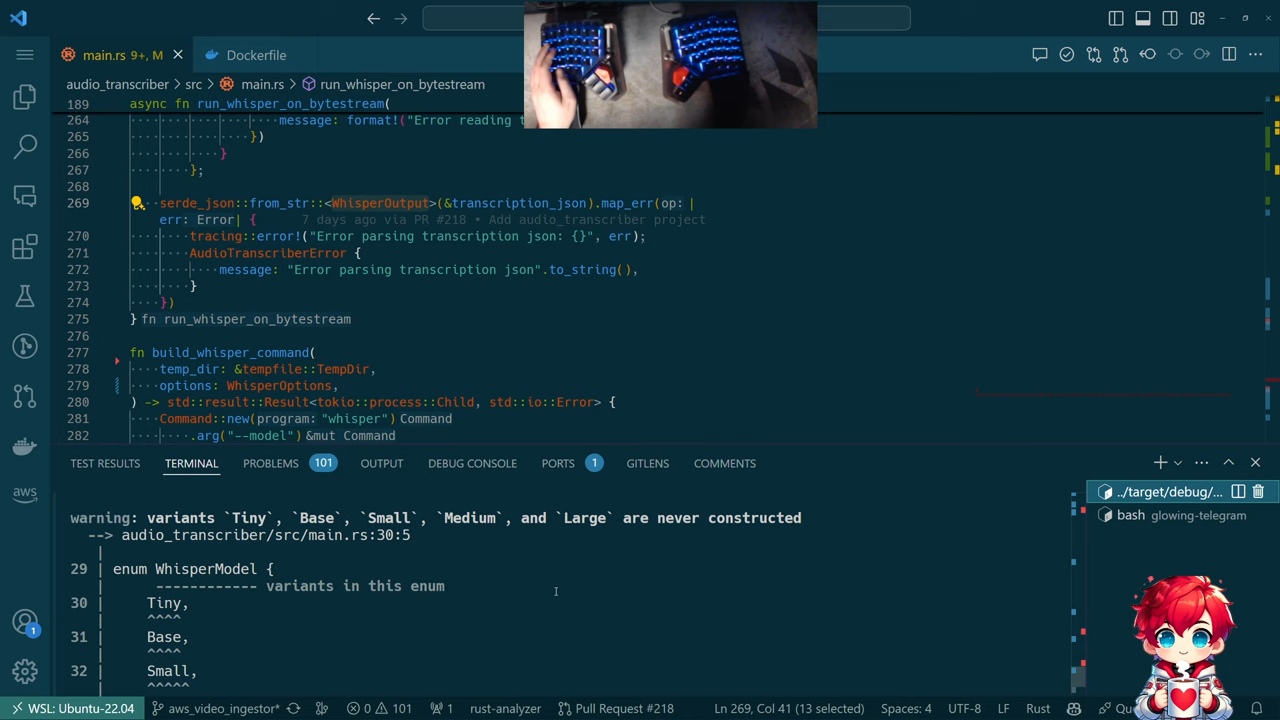 main.rs 9+, M
Dockerfile
audio_transcriber > src > main.rs > run_whisper_on_bytestream
189 async fn run_whisper_on_bytestream(
264 message: format!("Error reading
265 })
266 }
267 };
268
269 serde_json::from_str::<WhisperOutput>(&transcription_json).map_err(op: |
err: Error| { 7 days ago via PR #218 • Add audio_transcriber project
270 tracing::error!("Error parsing transcription json: {}", err);
271 AudioTranscriberError {
272 message: "Error parsing transcription json".to_string(),
273 }
274 })
275 } fn run_whisper_on_bytestream
276
277 fn build_whisper_command(
278 temp_dir: &tempfile::TempDir,
279 options: WhisperOptions,
280 ) -> std::result::Result<tokio::process::Child, std::io::Error> {
281 Command::new(program: "whisper") Command
282 .arg("--model") &mut Command
TEST RESULTS TERMINAL PROBLEMS 101 OUTPUT DEBUG CONSOLE PORTS 1 GITLENS COMMENTS
../target/debug/...
bash glowing-telegram
warning: variants `Tiny`, `Base`, `Small`, `Medium`, and `Large` are never constructed
--> audio_transcriber/src/main.rs:30:5
|
29 | enum WhisperModel {
| ------------ variants in this enum
30 | Tiny,
| ^^^^
31 | Base,
| ^^^^
32 | Small,
| ^^^^^
aws
1
WSL: Ubuntu-22.04 aws_video_ingestor* 0 101 1 rust-analyzer Pull Request #218 Ln 269, Col 41 (13 selected) Spaces: 4 UTF-8 LF Rust